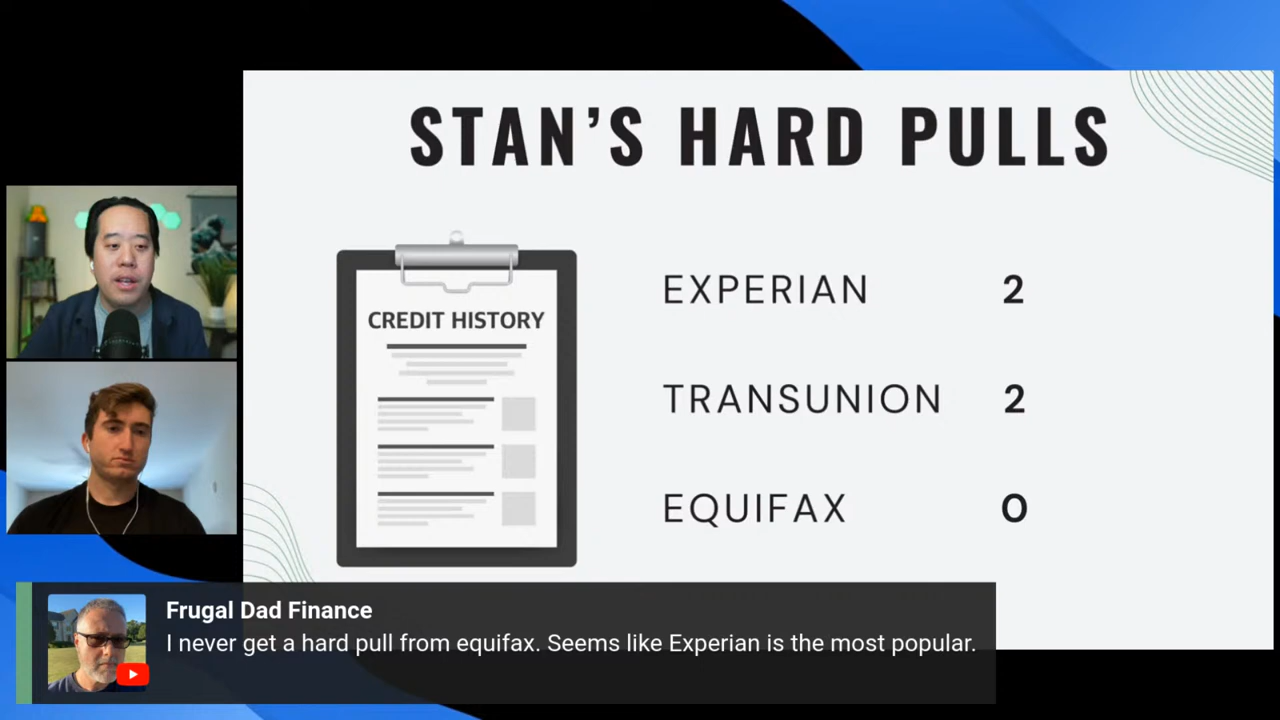 STAN’S HARD PULLS
CREDIT HISTORY
EXPERIAN 2
TRANSUNION 2
EQUIFAX 0
Frugal Dad Finance
I never get a hard pull from equifax. Seems like Experian is the most popular.